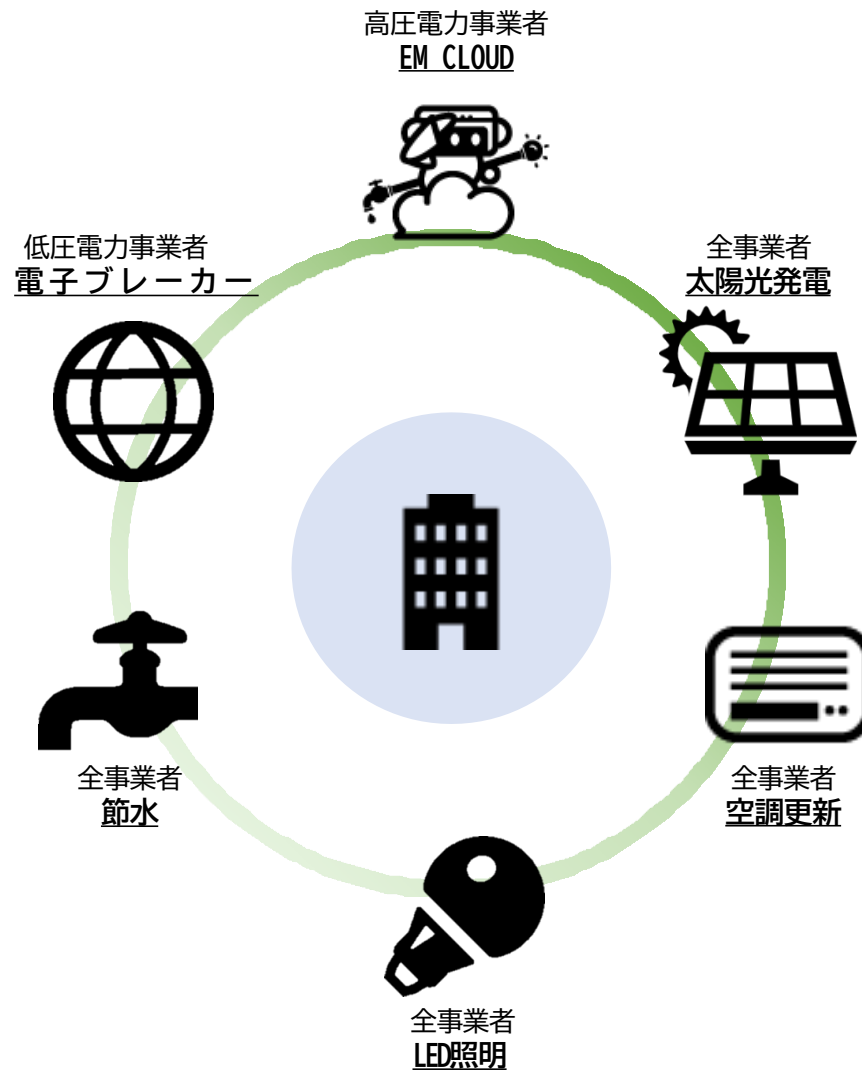 高圧電力事業者
EM CLOUD
低圧電力事業者
電子ブレーカー
全事業者
太陽光発電
全事業者
節水
全事業者
空調更新
全事業者
LED照明